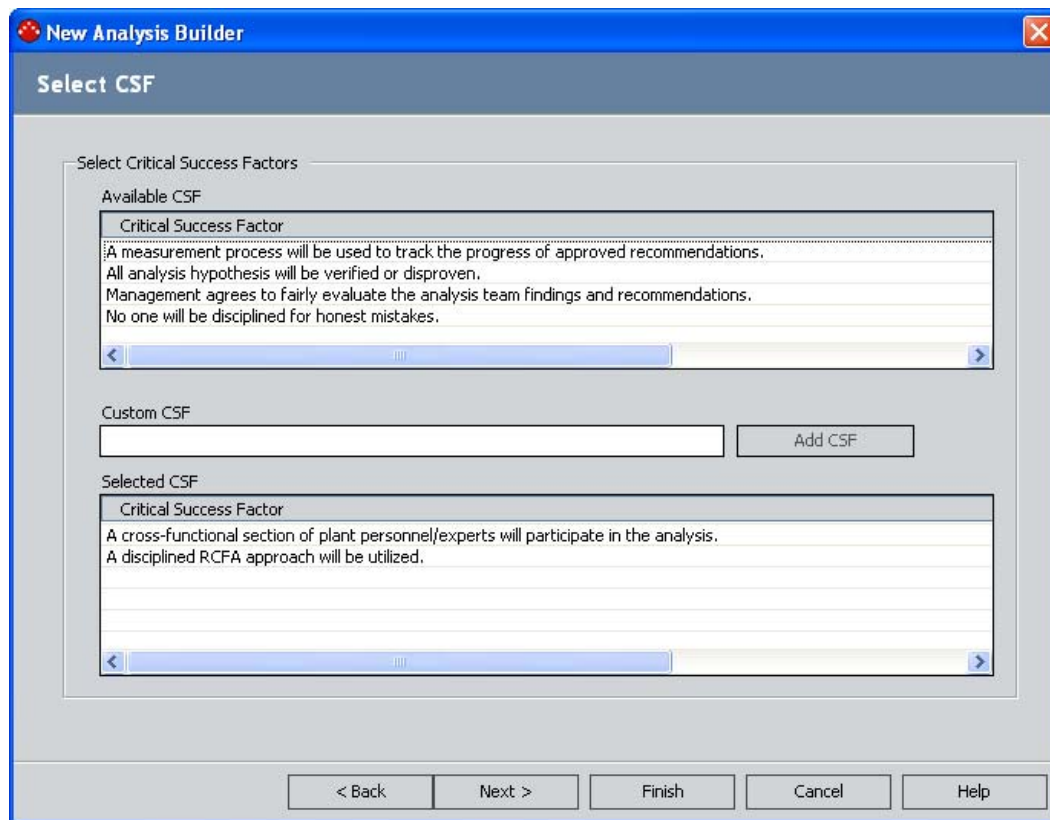 New Analysis Builder
Select CSF
Select Critical Success Factors
Available CSF
Critical Success Factor
A measurement process will be used to track the progress of approved recommendations.
All analysis hypothesis will be verified or disproven.
Management agrees to fairly evaluate the analysis team findings and recommendations.
No one will be disciplined for honest mistakes.
Custom CSF
Add CSF
Selected CSF
Critical Success Factor
A cross-functional section of plant personnel/experts will participate in the analysis.
A disciplined RCFA approach will be utilized.
< Back Next > Finish Cancel Help